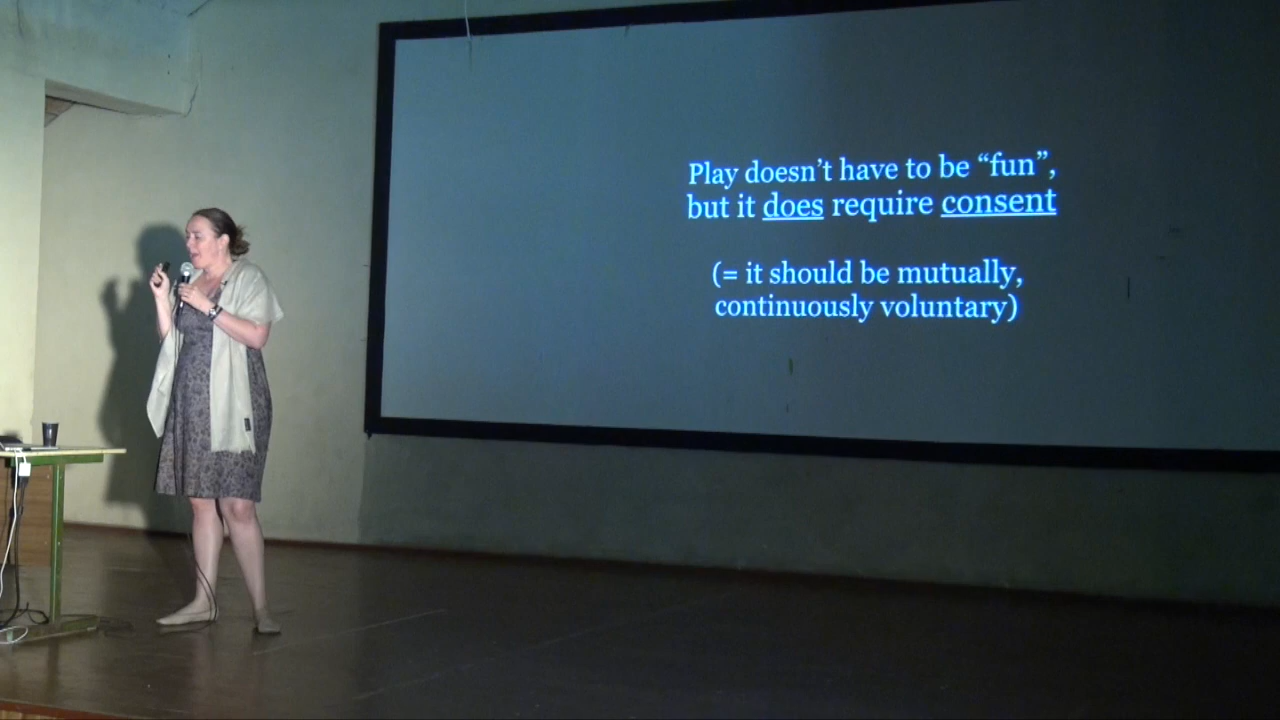 Play doesn’t have to be “fun”,
but it does require consent
(= it should be mutually,
continuously voluntary)